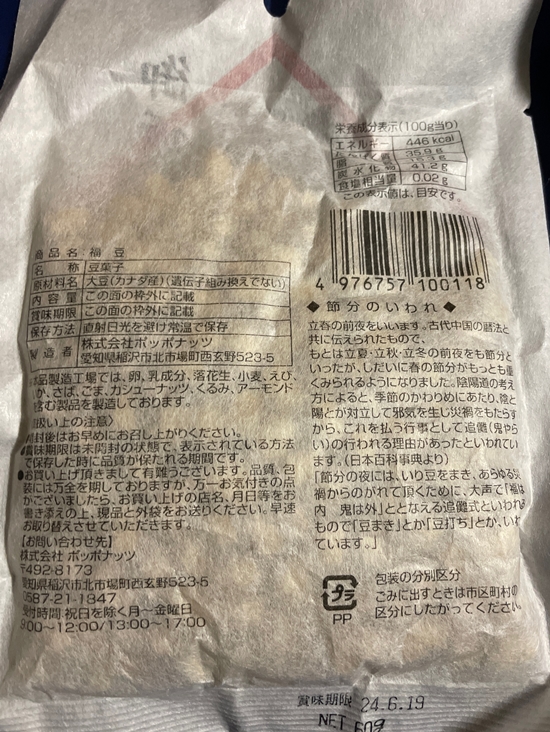 御
栄養成分表示(100g当り)
エネルギー 446 kcal
たんぱく質 35.9g
脂
炭水化物 41.2g
食塩相当量 0.02g
この表示値は、目安です。
4 976757 100118
商品名 福豆
名称 豆菓子
原材料名 大豆(カナダ産)(遺伝子組み換えでない)
内容量 この面の枠外に記載
賞味期限 この面の枠外に記載
保存方法 直射日光を避け常温で保存
製造者 株式会社ポッポナッツ
愛知県稲沢市北市場町西玄野523-5
品製造工場では、卵、乳成分、落花生、小麦、えび、
か、さば、ごま、カシューナッツ、くるみ、アーモンド
含む製品を製造しております。
扱い上の注意】
封後はお早めにお召し上がりください。
賞味期限は未開封の状態で、表示されている方法
で保存した時に品質が保たれる期間です。
●お買い上げ頂きまして有難うございます。品質、包
装には万全を期しておりますが、万一お気付きの点
がございましたら、お買い上げの店名、月日等をお
書き添えの上、現品と外袋をお送りください。早速
お取り替えさせていただきます。
【お問い合わせ先】
株式会社 ポッポナッツ
〒492-8173
愛知県稲沢市北市場町西玄野523-5
0587-21-1847
受付時間:祝日を除く月〜金曜日
9:00〜12:00/13:00〜17:00
◆ 節分のいわれ ◆
立春の前夜をいいます。古代中国の暦法と
共に伝えられたもので、
もとは立夏・立秋・立冬の前夜をも節分と
いったが、しだいに春の節分がもっとも重
くみられるようになりました。陰陽道の考え
方によると、季節のかわりめにあたり、陰と
陽とが対立して邪気を生じ災禍をもたらす
から、これを払う行事として追儺(鬼やら
い)の行われる理由があったといわれてい
ます。(日本百科事典より)
「節分の夜には、いり豆をまき、あらゆる災
禍からのがれて頂くために、大声で「福は
内 鬼は外」ととなえる追儺式といわれ
もので「豆まき」とか「豆打ち」とか、いわれ
ています。」
プラ
PP
包装の分別区分
ごみに出すときは市区町村の
区分にしたがってください。
賞味期限 24.6.19
NET 60g